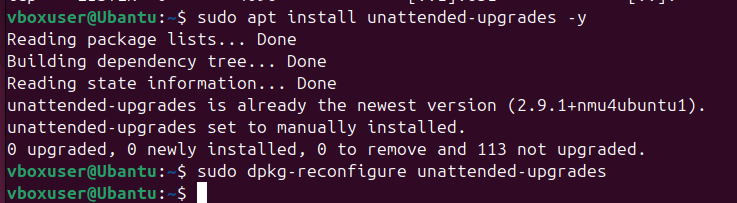 vboxuser@Ubantu:~$ sudo apt install unattended-upgrades -y
Reading package lists... Done
Building dependency tree... Done
Reading state information... Done
unattended-upgrades is already the newest version (2.9.1+nmu4ubuntu1).
unattended-upgrades set to manually installed.
0 upgraded, 0 newly installed, 0 to remove and 113 not upgraded.
vboxuser@Ubantu:~$ sudo dpkg-reconfigure unattended-upgrades
vboxuser@Ubantu:~$